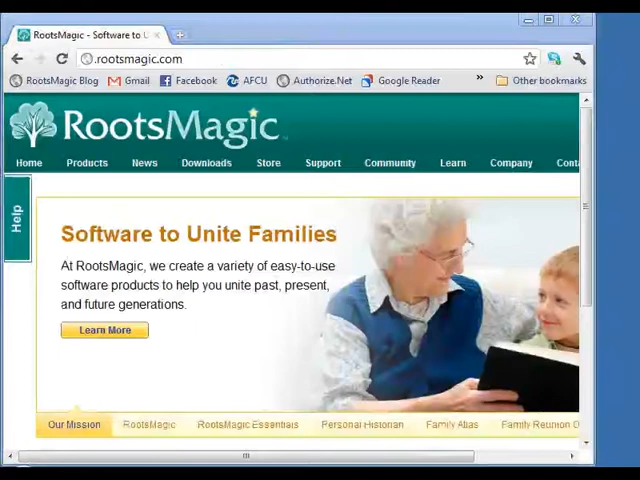 RootsMagic - Software to U
.rootsmagic.com
RootsMagic Blog Gmail Facebook AFCU Authorize.Net Google Reader » Other bookmarks
RootsMagic
Home Products News Downloads Store Support Community Learn Company Conta
Help
Software to Unite Families
At RootsMagic, we create a variety of easy-to-use
software products to help you unite past, present,
and future generations.
Learn More
Our Mission RootsMagic RootsMagic Essentials Personal Historian Family Atlas Family Reunion O